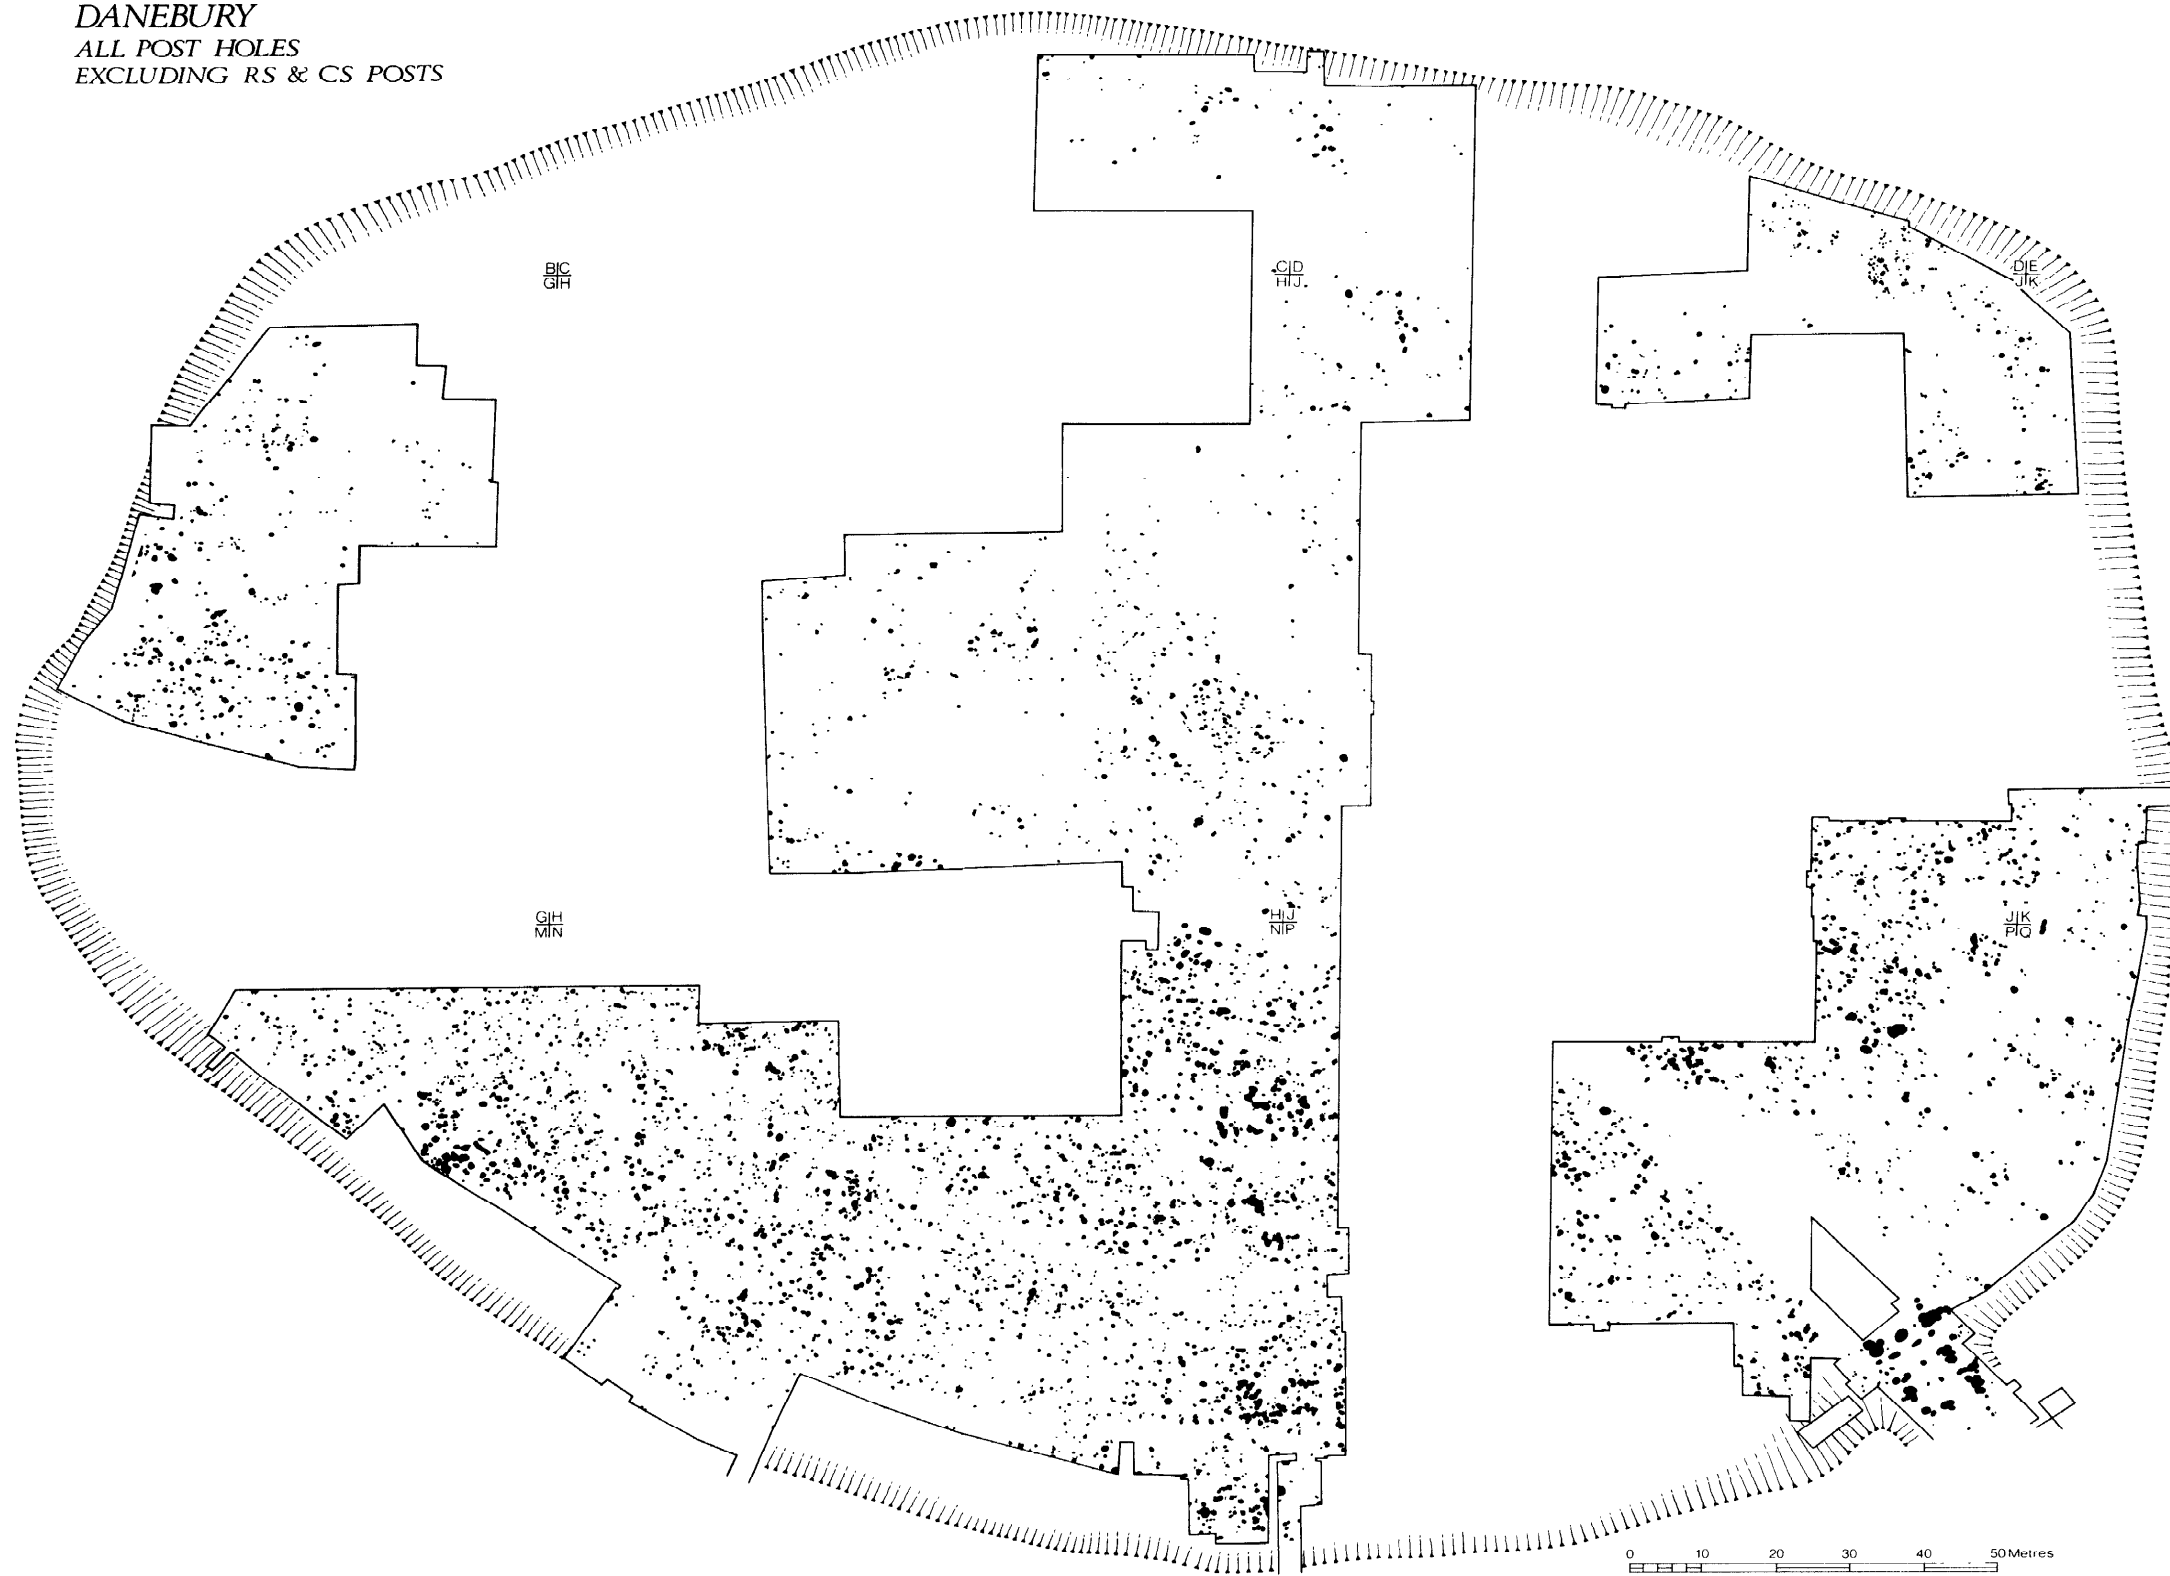 DANEBURY
ALL POST HOLES
EXCLUDING RS & CS POSTS
B|C
G|H
C|D
H|J
D|E
J|K
G|H
M|N
H|J
N|P
J|K
P|Q
0 10 20 30 40 50 Metres